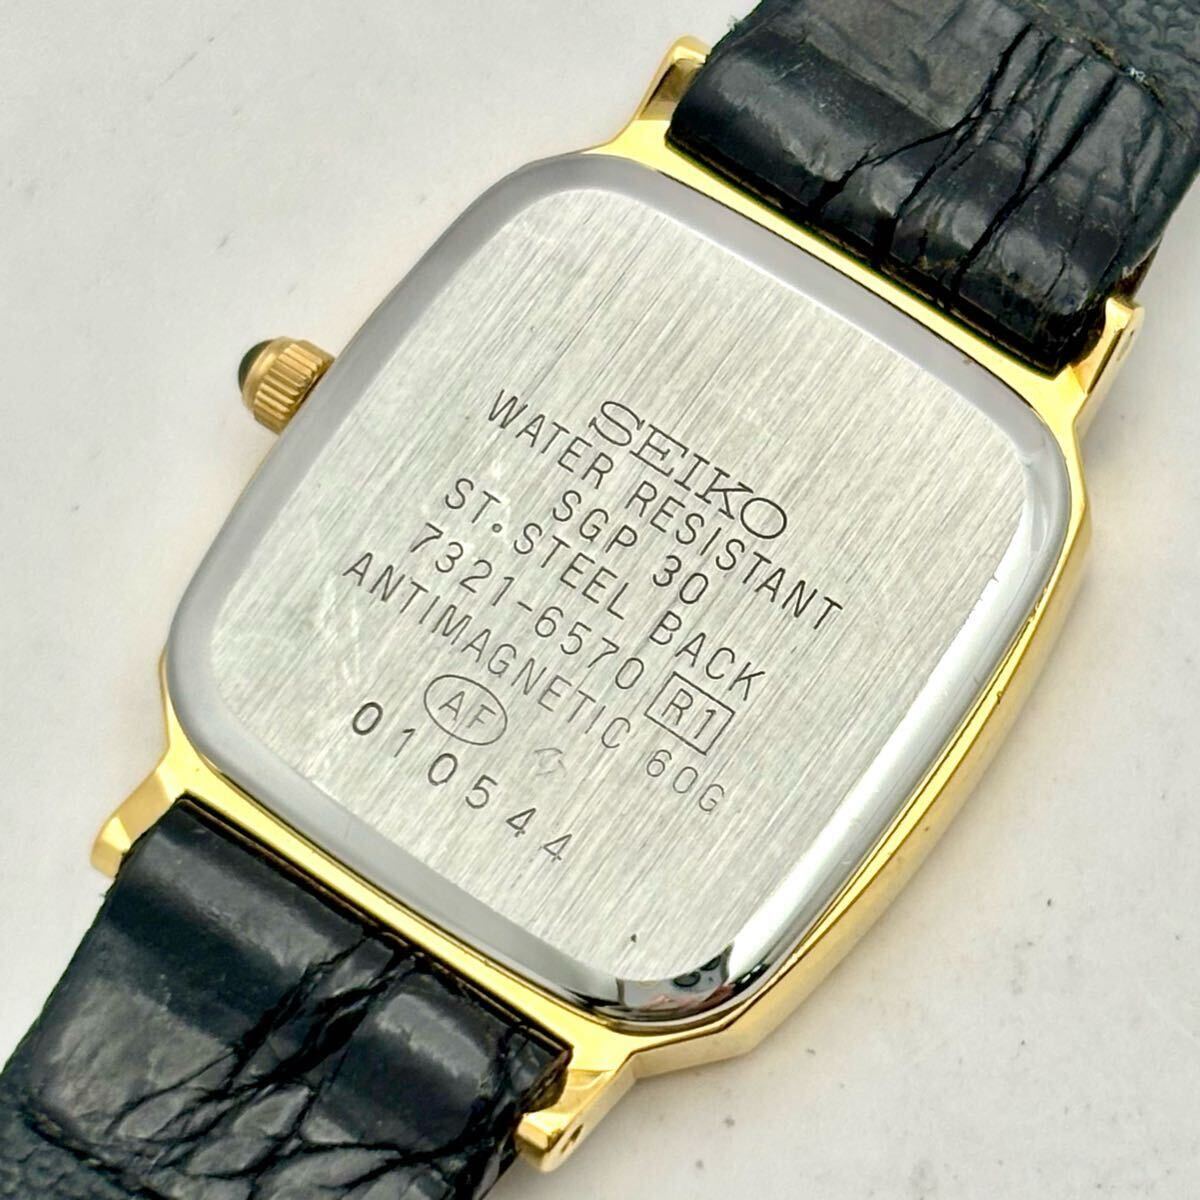 SEIKO
WATER RESISTANT
SGP 30
ST.STEEL BACK
7321-6570 R1
ANTIMAGNETIC 60G
AF
010544